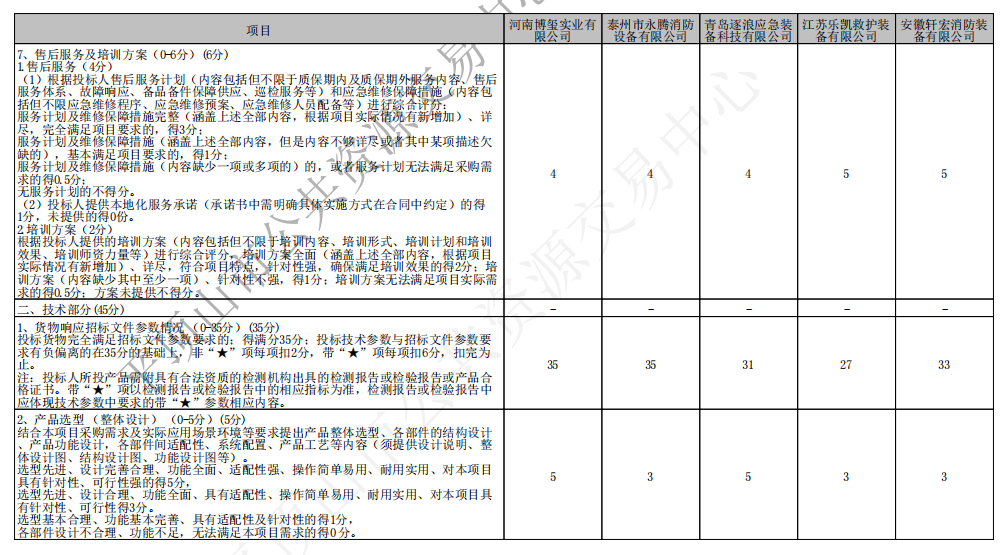 项目
河南博玺实业有
限公司
泰州市永腾消防
设备有限公司
青岛逐浪应急装
备科技有限公司
江苏乐凯救护装
备有限公司
安徽轩宏消防装
备有限公司
7、售后服务及培训方案（0-6分）(6分)
1.售后服务（4分）
（1）根据投标人售后服务计划（内容包括但不限于质保期内及质保期外服务内容、售后
服务体系、故障响应、备品备件保障供应、巡检服务等）和应急维修保障措施（内容包
括但不限应急维修程序、应急维修预案、应急维修人员配备等）进行综合评分：
服务计划及维修保障措施完整（涵盖上述全部内容，根据项目实际情况有新增加）、详
尽，完全满足项目要求的，得3分；
服务计划及维修保障措施（涵盖上述全部内容，但是内容不够详尽或者其中某项描述欠
缺的），基本满足项目要求的，得1分；
服务计划及维修保障措施（内容缺少一项或多项的）的，或者服务计划无法满足采购需
求的得0.5分；
无服务计划的不得分。
（2）投标人提供本地化服务承诺（承诺书中需明确具体实施方式在合同中约定）的得
1分，未提供的得0份。
2.培训方案（2分）
根据投标人提供的培训方案（内容包括但不限于培训内容、培训形式、培训计划和培训
效果、培训师资力量等）进行综合评分，培训方案全面（涵盖上述全部内容，根据项目
实际情况有新增加）、详尽，符合项目特点，针对性强，确保满足培训效果的得2分；培
训方案（内容缺少其中至少一项）、针对性不强，得1分；培训方案无法满足项目实际需
求的得0.5分；方案未提供不得分。
4 4 4 5 5
二、技术部分(45分)
– – – – –
1、货物响应招标文件参数情况（0-35分）(35分)
投标货物完全满足招标文件参数要求的；得满分35分；投标技术参数与招标文件参数要
求有负偏离的在35分的基础上，非“★”项每项扣2分，带“★”项每项扣6分，扣完为
止。
注：投标人所投产品需附具有合法资质的检测机构出具的检测报告或检验报告或产品合
格证书。带“★”项以检测报告或检验报告中的相应指标为准，检测报告或检验报告中
应体现技术参数中要求的带“★”参数相应内容。
35 35 31 27 33
2、产品选型（整体设计）（0-5分）(5分)
结合本项目采购需求及实际应用场景环境等要求提出产品整体选型、各部件的结构设计
、产品功能设计，各部件间适配性、系统配置、产品工艺等内容（须提供设计说明、整
体设计图、结构设计图、功能设计图等）。
选型先进、设计完善合理、功能全面、适配性强、操作简单易用、耐用实用、对本项目
具有针对性、可行性强的得5分，
选型先进、设计合理、功能全面、具有适配性、操作简单易用、耐用实用、对本项目具
有针对性、可行性得3分。
选型基本合理、功能基本完善、具有适配性及针对性的得1分，
各部件设计不合理、功能不足，无法满足本项目需求的得0分。
5 3 5 3 3
平顶山市公共资源交易中心